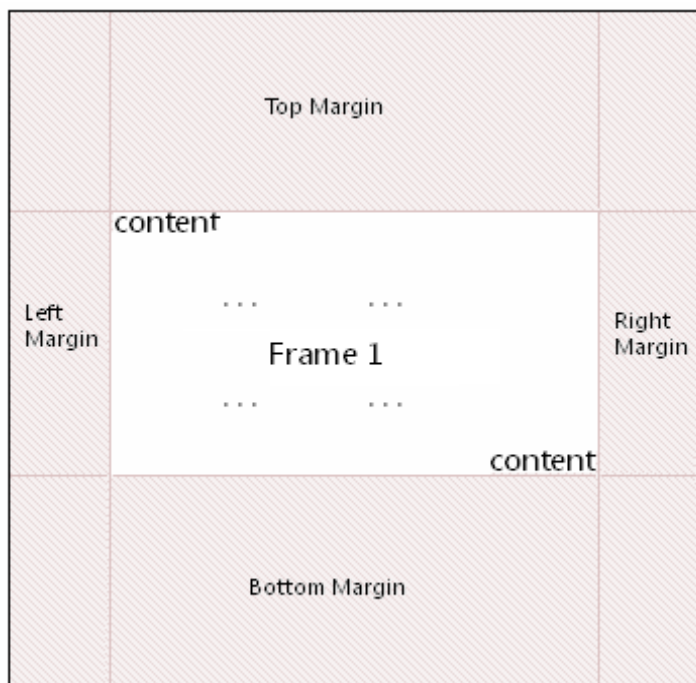 Top Margin
content
Left
Margin
Right
Margin
... ...
Frame 1
... ...
content
Bottom Margin